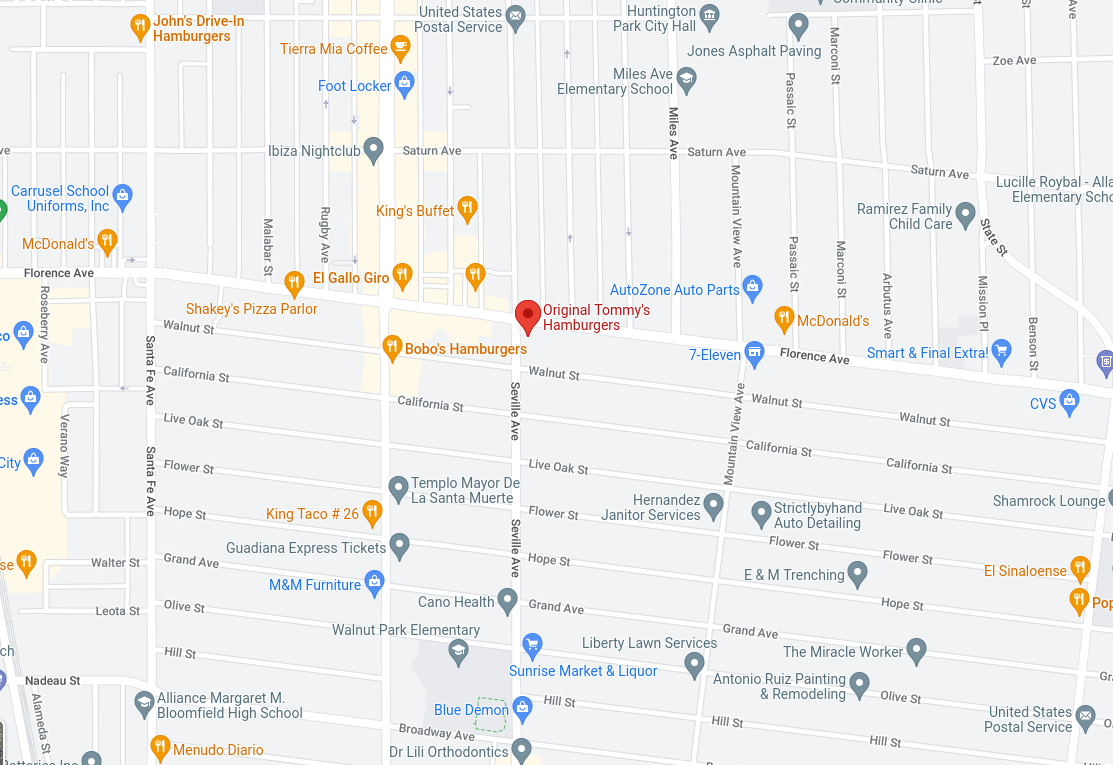 Community Clinic
John's Drive-In
Hamburgers
United States
Postal Service
Huntington
Park City Hall
Ave
Marconi St
Tierra Mia Coffee
Jones Asphalt Paving
Zoe Ave
Foot Locker
Miles Ave
Elementary School
Passaic St
Miles Ave
ve
Ibiza Nightclub
Saturn Ave
Saturn Ave
Saturn Ave
Carrusel School
Uniforms, Inc
Mountain View Ave
Lucille Roybal - Alla
Elementary Scho
King's Buffet
Ramirez Family
Child Care
Malabar St
Rugby Ave
McDonald's
State St
Passaic St
Marconi St
Florence Ave
El Gallo Giro
AutoZone Auto Parts
Arbutus Ave
Mission Pl
Roseberry Ave
Shakey's Pizza Parlor
Original Tommy's
Hamburgers
McDonald's
Benson St
Walnut St
co
Santa Fe Ave
Bobo's Hamburgers
7-Eleven
Florence Ave
Smart & Final Extra!
California St
Walnut St
ess
Seville Ave
Mountain View Ave
Walnut St
CVS
California St
Walnut St
Live Oak St
Verano Way
California St
City
Flower St
Santa Fe Ave
Live Oak St
California St
Templo Mayor De
La Santa Muerte
Hernandez
Janitor Services
Shamrock Lounge
King Taco # 26
Hope St
Flower St
Strictlybyhand
Auto Detailing
Live Oak St
Guadiana Express Tickets
Seville Ave
Flower St
Flower St
se
Walter St
Grand Ave
Hope St
E & M Trenching
El Sinaloense
M&M Furniture
Leota St
Olive St
Cano Health
Grand Ave
Hope St
Pop
Walnut Park Elementary
Grand Ave
Liberty Lawn Services
ch
Hill St
The Miracle Worker
Sunrise Market & Liquor
Nadeau St
Antonio Ruiz Painting
& Remodeling
Gr
Alameda St
Alliance Margaret M.
Bloomfield High School
Blue Demon
Hill St
Olive St
United States
Postal Service
Hill St
O
Broadway Ave
Hill St
Menudo Diario
Dr Lili Orthodontics